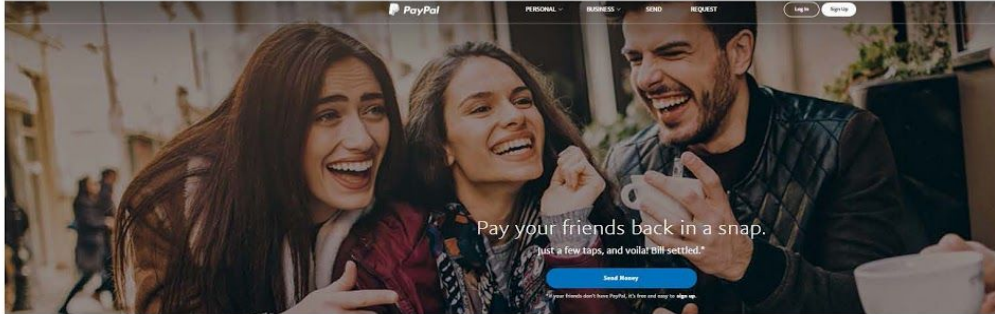 PayPal
PERSONAL BUSINESS SEND REQUEST
Log In Sign Up
Pay your friends back in a snap.
Just a few taps, and voila! Bill settled.*
Send Money
*If your friends don't have PayPal, it's free and easy to sign up.